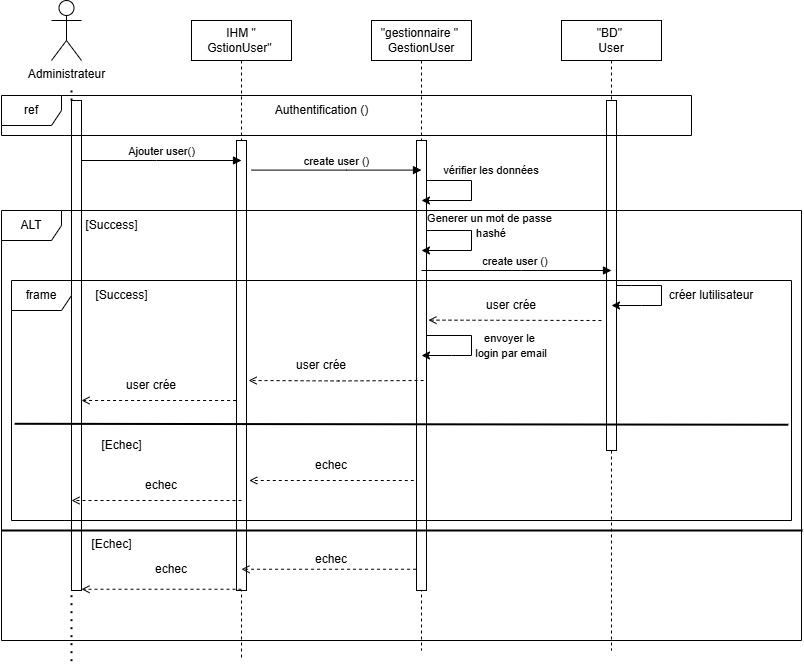 IHM "
GstionUser"
"gestionnaire "
GestionUser
"BD"
User
Administrateur
ref
Authentification ()
Ajouter user()
create user ()
vérifier les données
ALT
[Success]
Generer un mot de passe
hashé
create user ()
frame
[Success]
créer lutilisateur
user crée
envoyer le
login par email
user crée
user crée
[Echec]
echec
echec
[Echec]
echec
echec